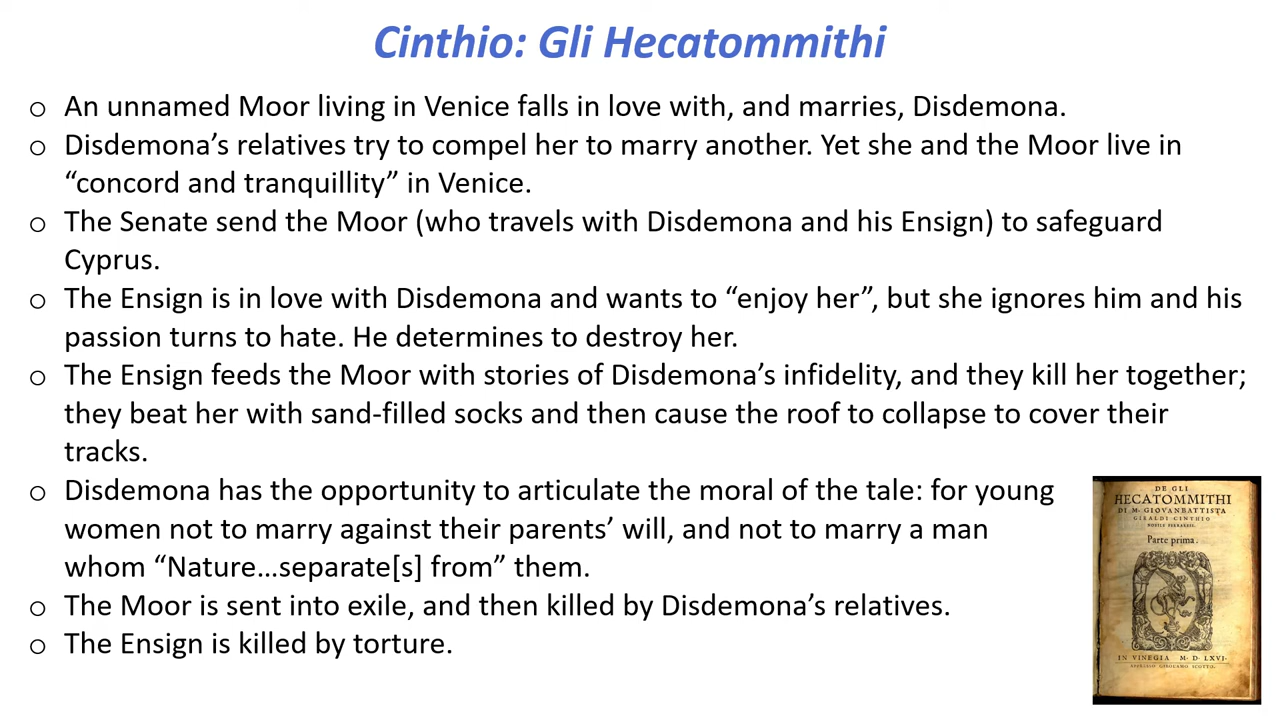 Cinthio: Gli Hecatommithi
o An unnamed Moor living in Venice falls in love with, and marries, Disdemona.
o Disdemona’s relatives try to compel her to marry another. Yet she and the Moor live in
“concord and tranquillity” in Venice.
o The Senate send the Moor (who travels with Disdemona and his Ensign) to safeguard
Cyprus.
o The Ensign is in love with Disdemona and wants to “enjoy her”, but she ignores him and his
passion turns to hate. He determines to destroy her.
o The Ensign feeds the Moor with stories of Disdemona’s infidelity, and they kill her together;
they beat her with sand-filled socks and then cause the roof to collapse to cover their
tracks.
o Disdemona has the opportunity to articulate the moral of the tale: for young
women not to marry against their parents’ will, and not to marry a man
whom “Nature…separate[s] from” them.
o The Moor is sent into exile, and then killed by Disdemona’s relatives.
o The Ensign is killed by torture.
DE GLI
HECATOMMITHI
DI M. GIOVANBATTISTA
GIRALDI CINTHIO
NOBILE FERRARESE.
Parte prima.
IN VINEGIA M. D. LXVI.